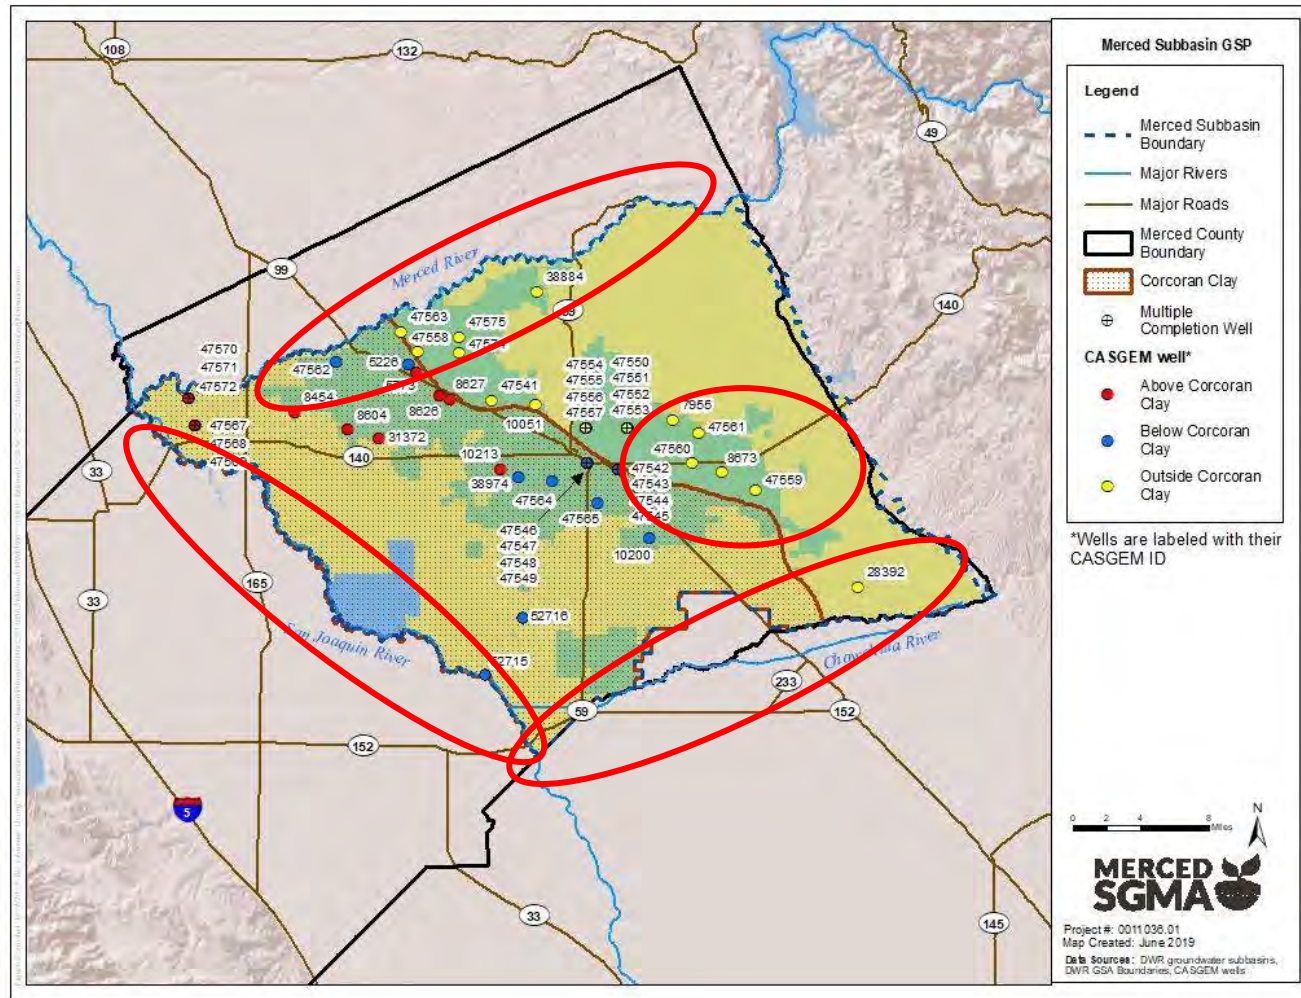 108
132
49
99
140
Merced River
38884
59
47563
47575
47558
47570
47571
47572
47562
5226
8627
47541
47554
47555
47556
47557
47550
47551
47552
47553
7955
8454
8604
8626
10051
47561
47567
47568
31372
140
10213
47560
8673
33
38974
47564
47565
47542
47543
47544
47545
47559
47546
47547
47548
47549
10200
165
33
28392
52716
San Joaquin River
52715
Chowchilla River
233
59
152
152
5
33
145
Merced Subbasin GSP
Legend
Merced Subbasin
Boundary
Major Rivers
Major Roads
Merced County
Boundary
Corcoran Clay
Multiple
Completion Well
CASGEM well*
Above Corcoran
Clay
Below Corcoran
Clay
Outside Corcoran
Clay
*Wells are labeled with their
CASGEM ID
N
0 2 4 8
Miles
MERCED
SGMA
Project #: 0011036.01
Map Created: June 2019
Data Sources: DWR groundwater subbasins,
DWR GSA Boundaries, CASGEM wells